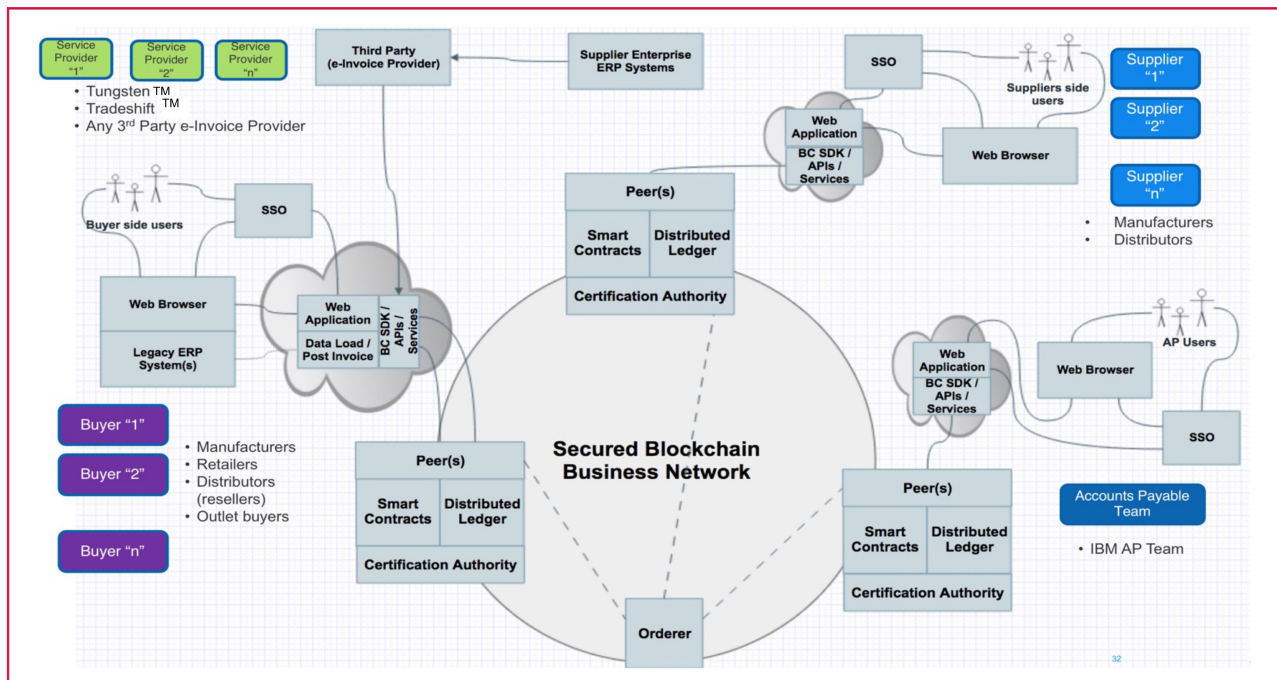 Service
Provider
"1"
Service
Provider
"2"
Service
Provider
"n"
• Tungsten TM
• Tradeshift TM
• Any 3rd Party e-Invoice Provider
Third Party
(e-Invoice Provider)
Supplier Enterprise
ERP Systems
SSO
Suppliers side
users
Supplier
"1"
Supplier
"2"
Supplier
"n"
• Manufacturers
• Distributors
Web
Application
BC SDK /
APIs /
Services
Web Browser
Buyer side users
SSO
Web Browser
Legacy ERP
System(s)
Web
Application
Data Load /
Post Invoice
BC SDK /
APIs /
Services
Peer(s)
Smart
Contracts
Distributed
Ledger
Certification Authority
AP Users
Web
Application
BC SDK /
APIs /
Services
Web Browser
SSO
Buyer "1"
Buyer "2"
Buyer "n"
• Manufacturers
• Retailers
• Distributors
(resellers)
• Outlet buyers
Secured Blockchain
Business Network
Peer(s)
Smart
Contracts
Distributed
Ledger
Certification Authority
Peer(s)
Smart
Contracts
Distributed
Ledger
Certification Authority
Accounts Payable
Team
• IBM AP Team
Orderer
32